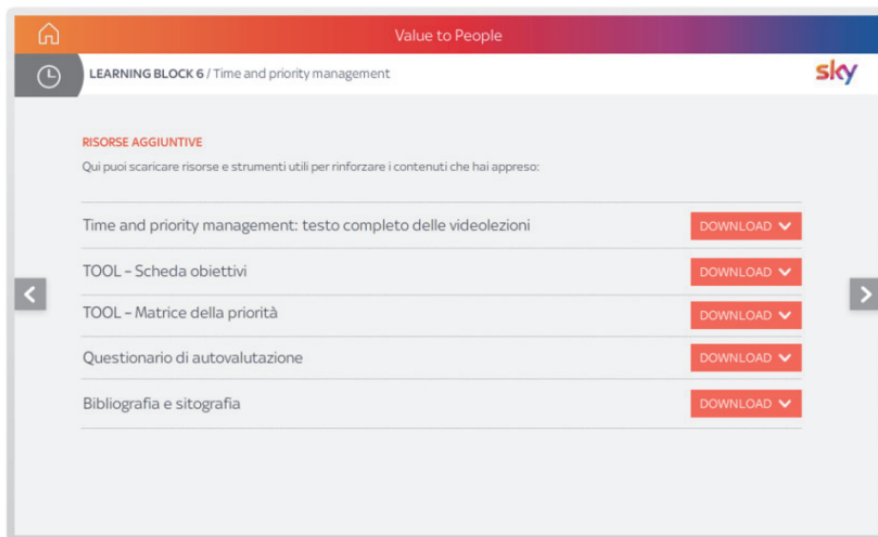 Value to People
LEARNING BLOCK 6 / Time and priority management
sky
RISORSE AGGIUNTIVE
Qui puoi scaricare risorse e strumenti utili per rinforzare i contenuti che hai appreso:
Time and priority management: testo completo delle videolezioni
DOWNLOAD
TOOL – Scheda obiettivi
DOWNLOAD
TOOL – Matrice della priorità
DOWNLOAD
Questionario di autovalutazione
DOWNLOAD
Bibliografia e sitografia
DOWNLOAD